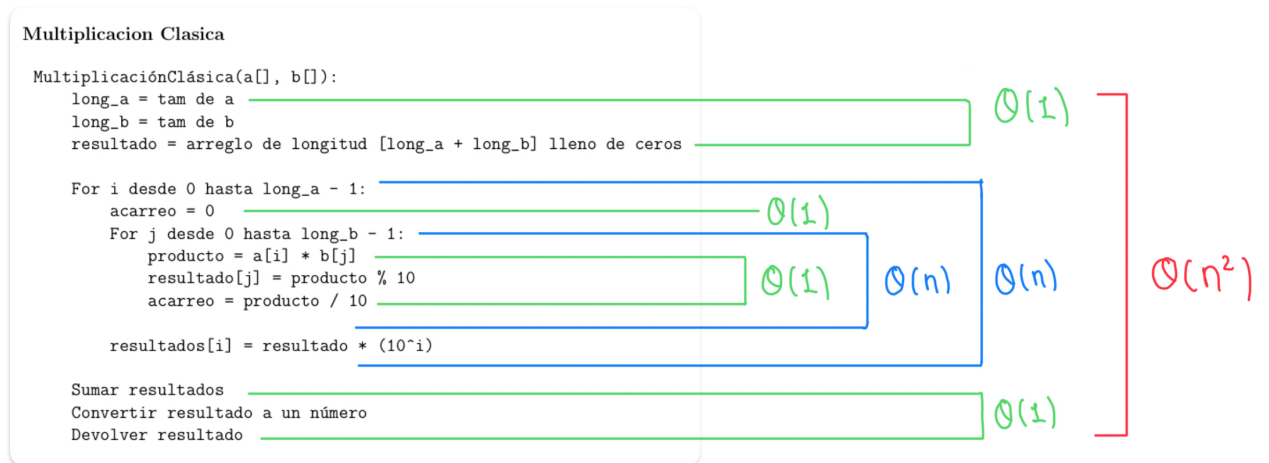 Multiplicacion Clasica
MultiplicaciónClásica(a[], b[]):
long_a = tam de a
long_b = tam de b
resultado = arreglo de longitud [long_a + long_b] lleno de ceros
O(1)
For i desde 0 hasta long_a - 1:
acarreo = 0
O(1)
For j desde 0 hasta long_b - 1:
producto = a[i] * b[j]
resultado[j] = producto % 10
acarreo = producto / 10
O(1)
O(n)
O(n)
O(n²)
resultados[i] = resultado * (10^i)
Sumar resultados
Convertir resultado a un número
Devolver resultado
O(1)